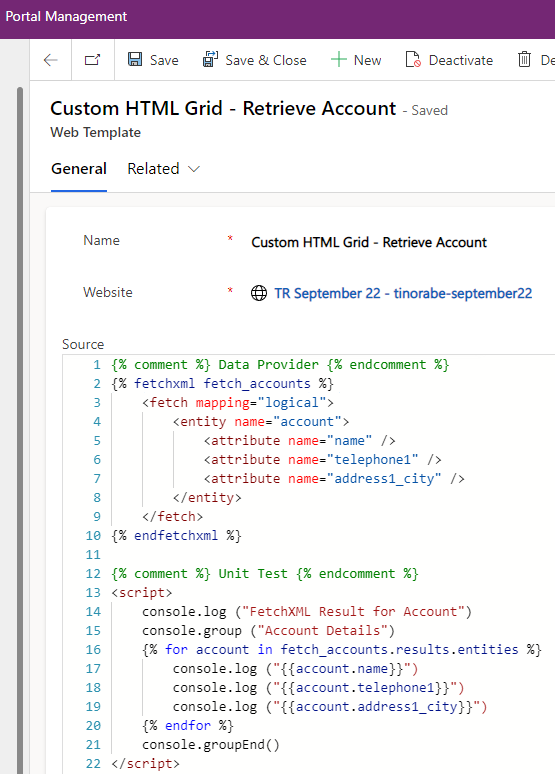 Portal Management
Save Save & Close New Deactivate De
Custom HTML Grid - Retrieve Account - Saved
Web Template
General Related
Name * Custom HTML Grid - Retrieve Account
Website * TR September 22 - tinorabe-september22
Source
1 {% comment %} Data Provider {% endcomment %}
2 {% fetchxml fetch_accounts %}
3 <fetch mapping="logical">
4 <entity name="account">
5 <attribute name="name" />
6 <attribute name="telephone1" />
7 <attribute name="address1_city" />
8 </entity>
9 </fetch>
10 {% endfetchxml %}
11
12 {% comment %} Unit Test {% endcomment %}
13 <script>
14 console.log ("FetchXML Result for Account")
15 console.group ("Account Details")
16 {% for account in fetch_accounts.results.entities %}
17 console.log ("{{account.name}}")
18 console.log ("{{account.telephone1}}")
19 console.log ("{{account.address1_city}}")
20 {% endfor %}
21 console.groupEnd()
22 </script>